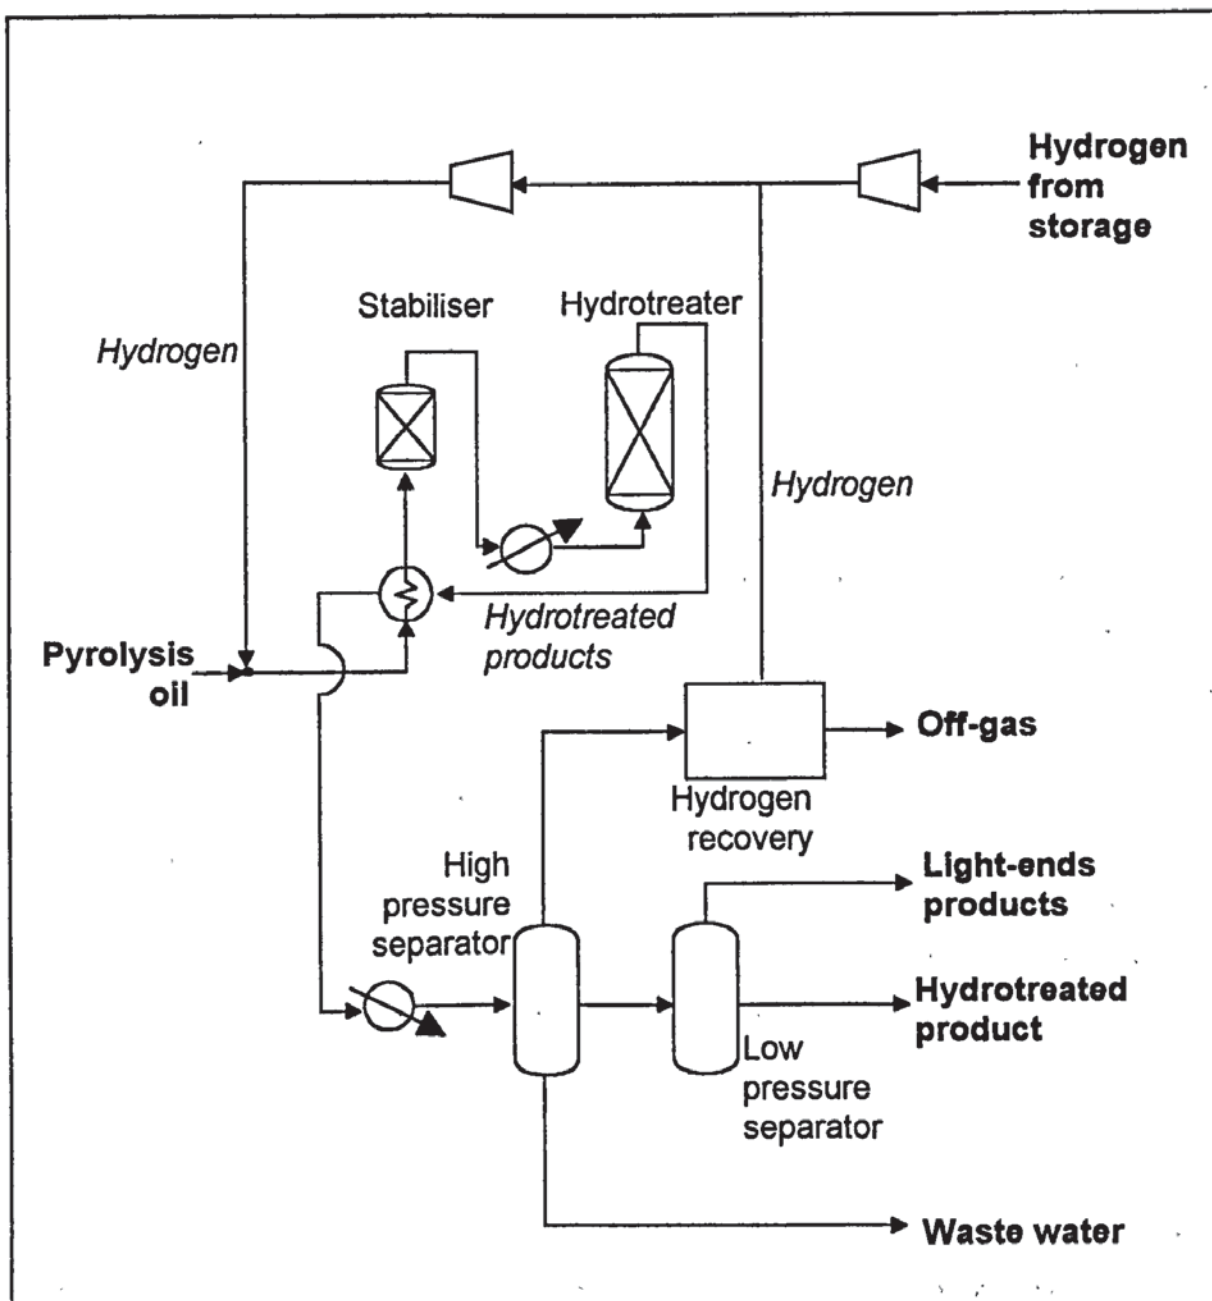 Hydrogen
from
storage
Stabiliser
Hydrotreater
Hydrogen
Hydrogen
Hydrotreated
products
Pyrolysis
oil
Off-gas
Hydrogen
recovery
High
pressure
separator
Light-ends
products
Hydrotreated
product
Low
pressure
separator
Waste water